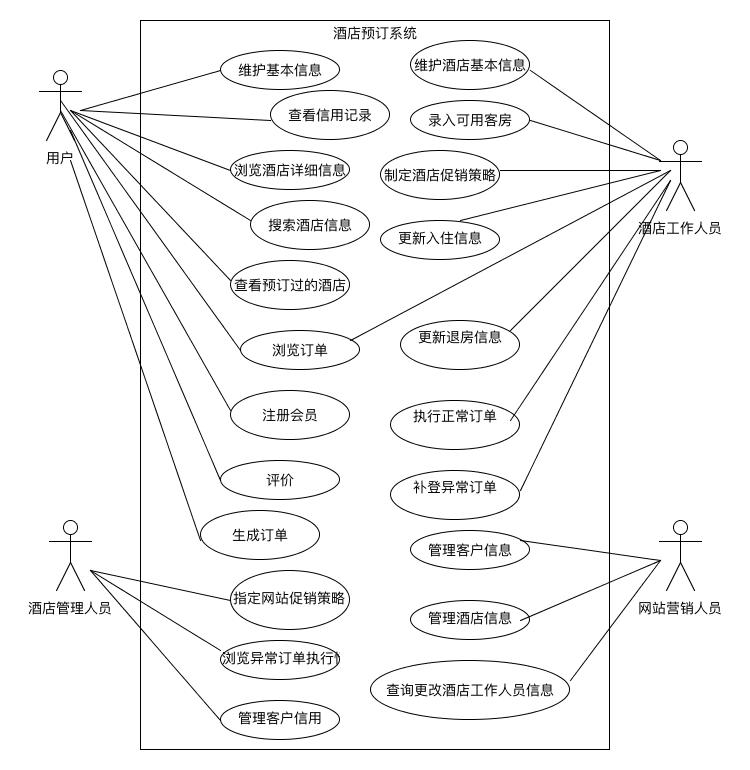 酒店预订系统
维护基本信息
维护酒店基本信息
查看信用记录
录入可用客房
用户
浏览酒店详细信息
制定酒店促销策略
搜索酒店信息
更新入住信息
酒店工作人员
查看预订过的酒店
浏览订单
更新退房信息
注册会员
执行正常订单
评价
补登异常订单
生成订单
管理客户信息
酒店管理人员
指定网站促销策略
管理酒店信息
网站营销人员
浏览异常订单执行
查询更改酒店工作人员信息
管理客户信用